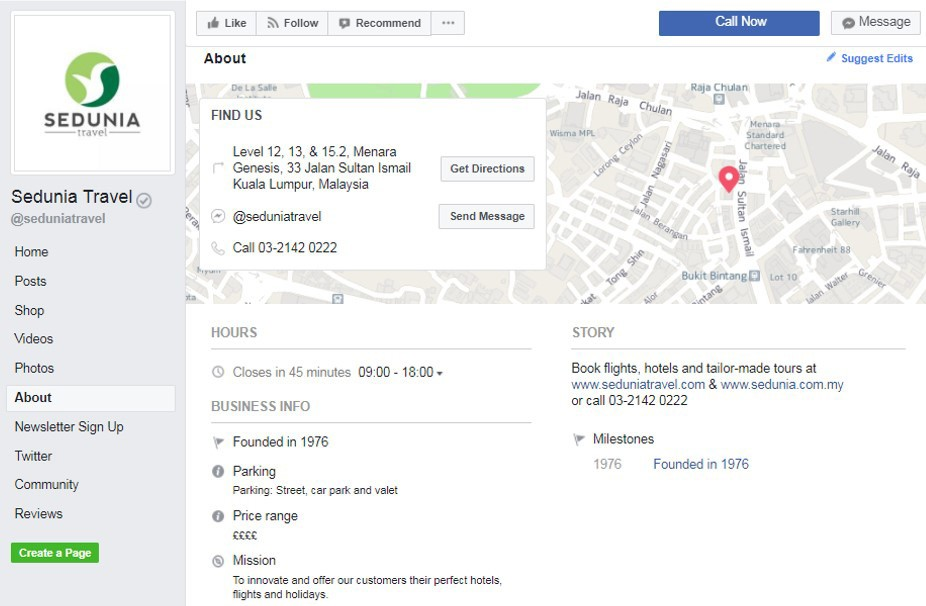 SEDUNIA
travel
Sedunia Travel
@seduniatravel
Home
Posts
Shop
Videos
Photos
About
Newsletter Sign Up
Twitter
Community
Reviews
Create a Page
Like
Follow
Recommend
Call Now
Message
About
Suggest Edits
FIND US
Level 12, 13, & 15.2, Menara
Genesis, 33 Jalan Sultan Ismail
Kuala Lumpur, Malaysia
Get Directions
@seduniatravel
Send Message
Call 03-2142 0222
De La Salle
Raja Chulan
Jalan Raja Chulan
Wisma MPL
Menara
Standard
Chartered
Lorong Ceylon
Jalan Nagasari
Jalan Raja
Jalan Sultan Ismail
Jalan Berangan
Starhill
Gallery
Fahrenheit 88
Tong Shin
Bukit Bintang
Lot 10
Jalan Walter Grenier
Alor
Bintang
HOURS
Closes in 45 minutes 09:00 - 18:00
BUSINESS INFO
Founded in 1976
Parking
Parking: Street, car park and valet
Price range
££££
Mission
To innovate and offer our customers their perfect hotels,
flights and holidays.
STORY
Book flights, hotels and tailor-made tours at
www.seduniatravel.com & www.sedunia.com.my
or call 03-2142 0222
Milestones
1976 Founded in 1976